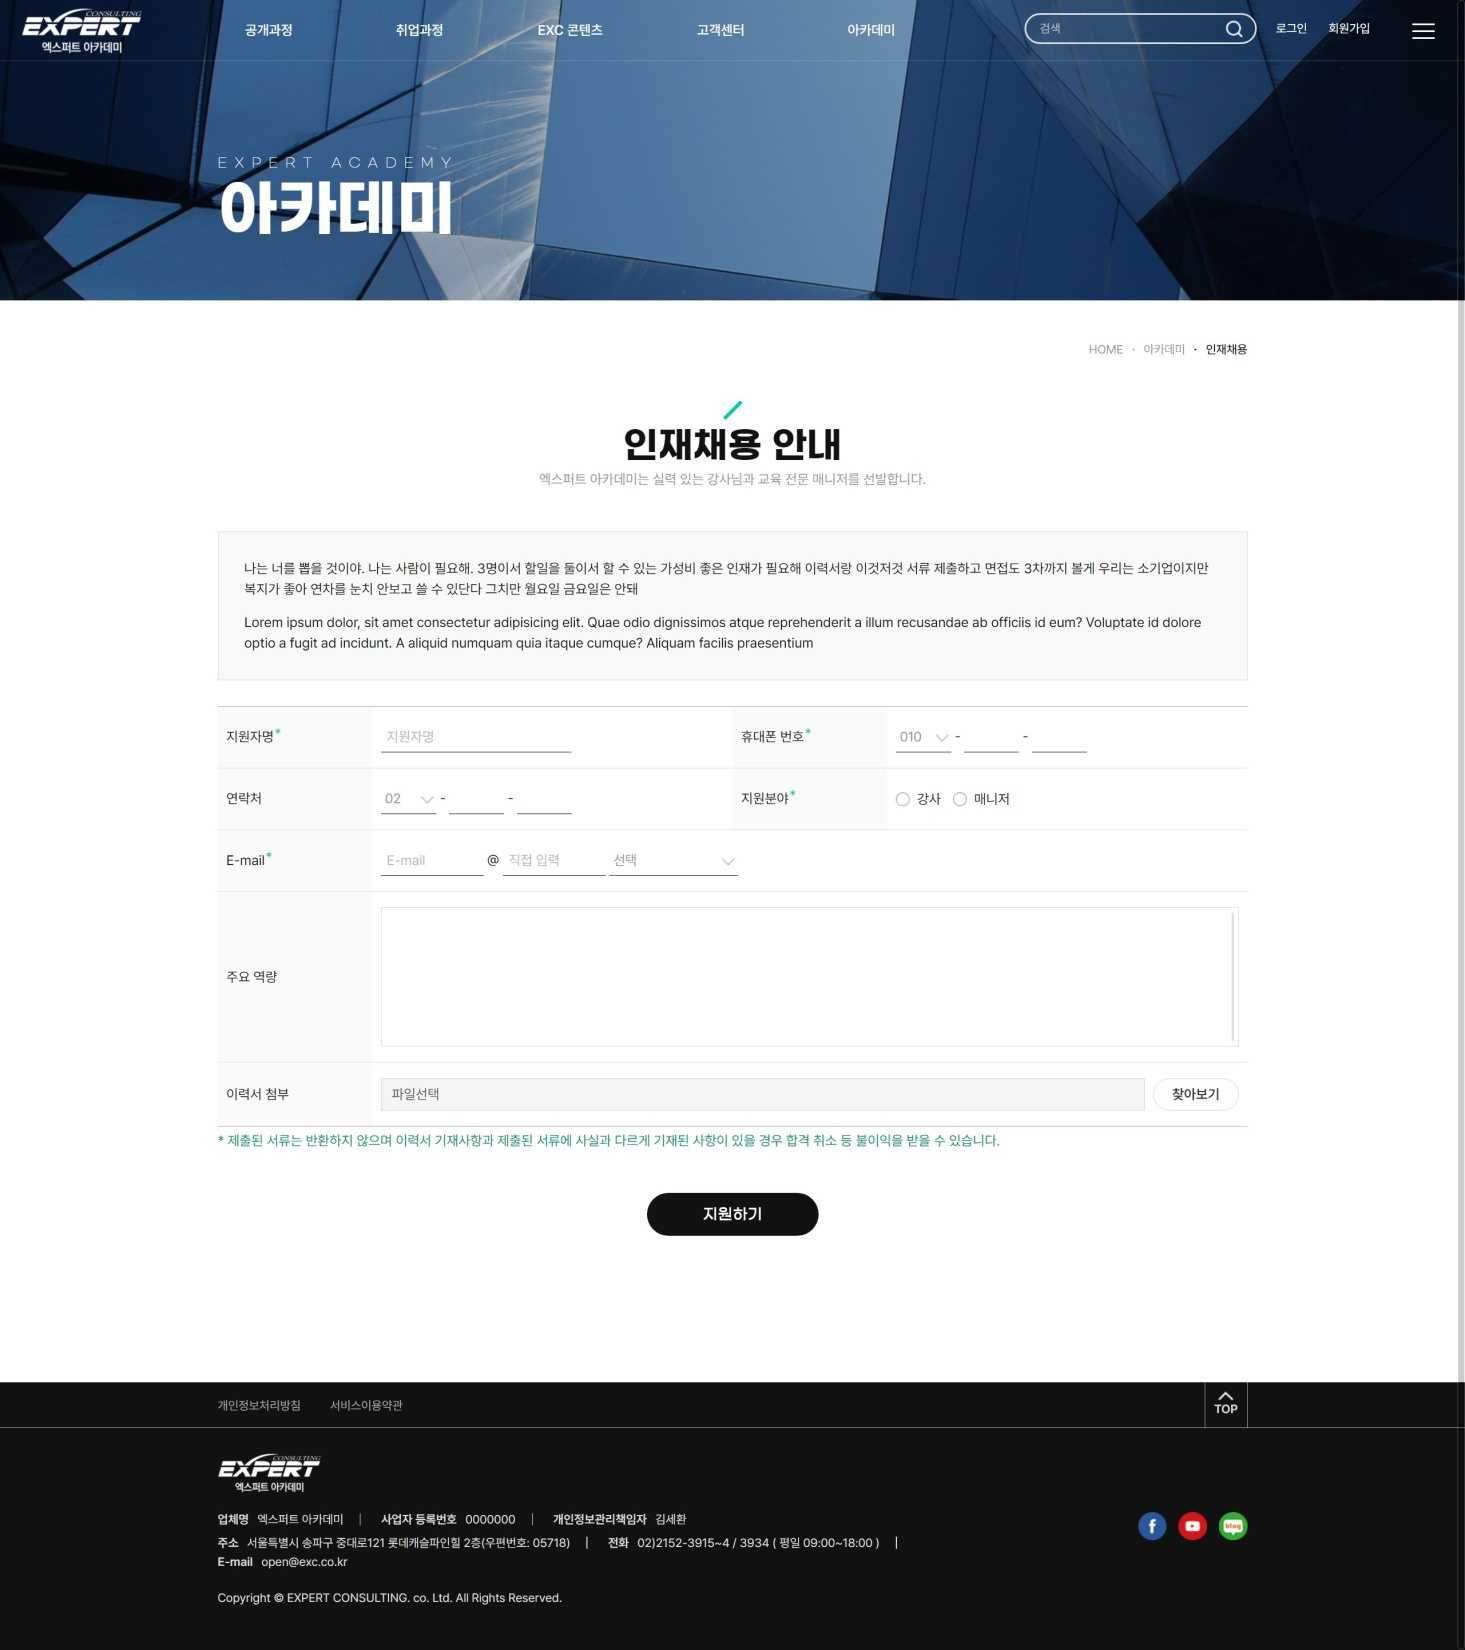 CONSULTING
EXPERT
엑스퍼트 아카데미
공개과정 취업과정 EXC 콘텐츠 고객센터 아카데미 검색 로그인 회원가입
EXPERT ACADEMY
아카데미
HOME · 아카데미 · 인재채용
인재채용 안내
엑스퍼트 아카데미는 실력 있는 강사님과 교육 전문 매니저를 선발합니다.
나는 너를 뽑을 것이야. 나는 사람이 필요해. 3명이서 할일을 둘이서 할 수 있는 가성비 좋은 인재가 필요해 이력서랑 이것저것 서류 제출하고 면접도 3차까지 볼게 우리는 소기업이지만
복지가 좋아 연차를 눈치 안보고 쓸 수 있단다 그치만 월요일 금요일은 안돼
Lorem ipsum dolor, sit amet consectetur adipisicing elit. Quae odio dignissimos atque reprehenderit a illum recusandae ab officiis id eum? Voluptate id dolore
optio a fugit ad incidunt. A aliquid numquam quia itaque cumque? Aliquam facilis praesentium
지원자명* 지원자명 휴대폰 번호* 010 - -
연락처 02 - - 지원분야* 강사 매니저
E-mail* E-mail @ 직접 입력 선택
주요 역량
이력서 첨부 파일선택 찾아보기
* 제출된 서류는 반환하지 않으며 이력서 기재사항과 제출된 서류에 사실과 다르게 기재된 사항이 있을 경우 합격 취소 등 불이익을 받을 수 있습니다.
지원하기
개인정보처리방침 서비스이용약관 TOP
CONSULTING
EXPERT
엑스퍼트 아카데미
업체명 엑스퍼트 아카데미 | 사업자 등록번호 0000000 | 개인정보관리책임자 김세환
주소 서울특별시 송파구 중대로121 롯데캐슬파인힐 2층(우편번호: 05718) | 전화 02)2152-3915~4 / 3934 ( 평일 09:00~18:00 ) |
E-mail open@exc.co.kr
blog
Copyright © EXPERT CONSULTING. co. Ltd. All Rights Reserved.